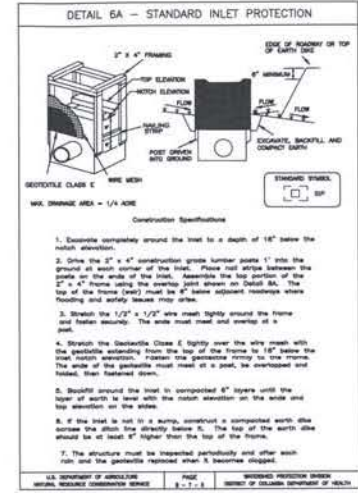 DETAIL 6A – STANDARD INLET PROTECTION
2" X 4" FRAMING
TOP ELEVATION
NOTCH ELEVATION
NAILING
STRIP
WIRE MESH
GEOTEXTILE CLASS E
EDGE OF ROADWAY OR TOP
OF EARTH DIKE
6" MINIMUM
FLOW
FLOW
FLOW
POST DRIVEN
INTO GROUND
EXCAVATE, BACKFILL AND
COMPACT EARTH
STANDARD SYMBOL
SIP
MAX. DRAINAGE AREA = 1/4 ACRE
Construction Specifications
1. Excavate completely around the inlet to a depth of 18" below the
notch elevation.
2. Drive the 2" x 4" construction grade lumber posts 1' into the
ground at each corner of the inlet. Place nail strips between the
posts on the ends of the inlet. Assemble the top portion of the
2" x 4" frame using the overlap joint shown on Detail 6A. The
top of the frame (weir) must be 6" below adjacent roadways where
flooding and safety issues may arise.
3. Stretch the 1/2" x 1/2" wire mesh tightly around the frame
and fasten securely. The ends must meet and overlap at a
post.
4. Stretch the Geotextile Class E tightly over the wire mesh with
the geotextile extending from the top of the frame to 18" below the
inlet notch elevation. Fasten the geotextile firmly to the frame.
The ends of the geotextile must meet at a post, be overlapped and
folded, then fastened down.
5. Backfill around the inlet in compacted 6" layers until the
layer of earth is level with the notch elevation on the ends and
top elevation on the sides.
6. If the inlet is not in a sump, construct a compacted earth dike
across the ditch line directly below it. The top of the earth dike
should be at least 6" higher than the top of the frame.
7. The structure must be inspected periodically and after each
rain and the geotextile replaced when it becomes clogged.
U.S. DEPARTMENT OF AGRICULTURE
NATURAL RESOURCE CONSERVATION SERVICE
PAGE
WATERSHED PROTECTION DIVISION
DISTRICT OF COLUMBIA DEPARTMENT OF HEALTH